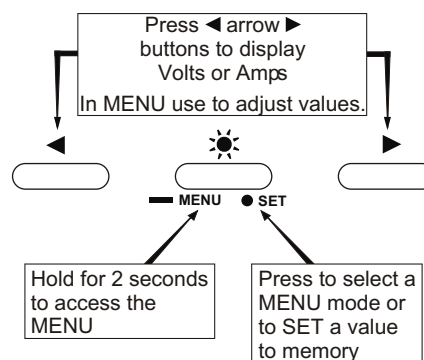 Press ◄ arrow ►
buttons to display
Volts or Amps
In MENU use to adjust values.
MENU
SET
Hold for 2 seconds
to access the
MENU
Press to select a
MENU mode or
to SET a value
to memory